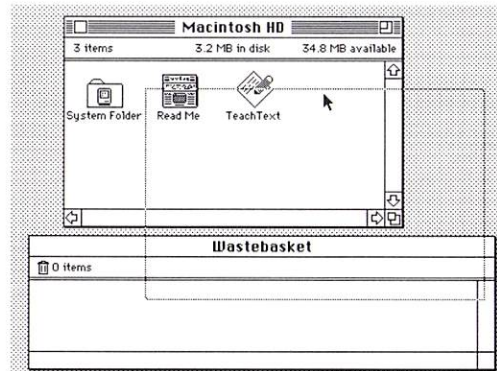 Macintosh HD
3 items 3.2 MB in disk 34.8 MB available
System Folder Read Me TeachText
Wastebasket
0 items